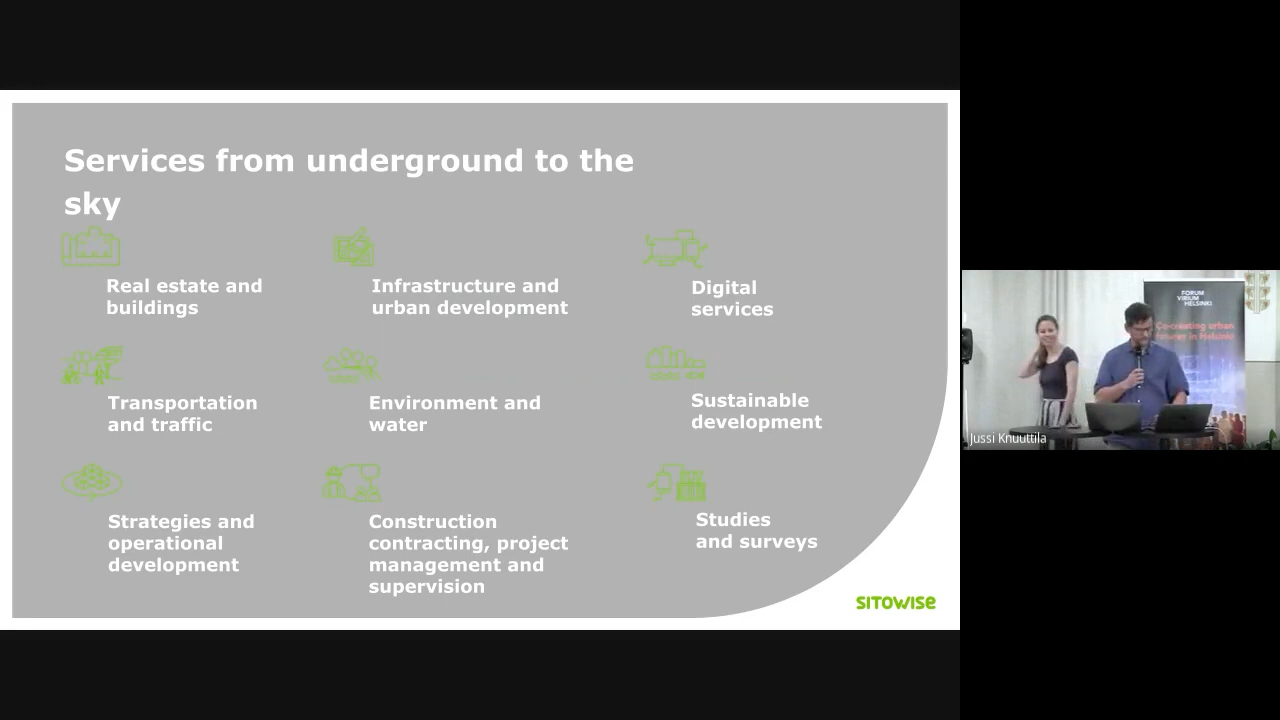 Services from underground to the
sky
Real estate and
buildings
Infrastructure and
urban development
Digital
services
Transportation
and traffic
Environment and
water
Sustainable
development
Strategies and
operational
development
Construction
contracting, project
management and
supervision
Studies
and surveys
SITOWISE
FORUM
VIRIUM
HELSINKI
Co-creating urban
in Helsinki
Jussi Knuuttila